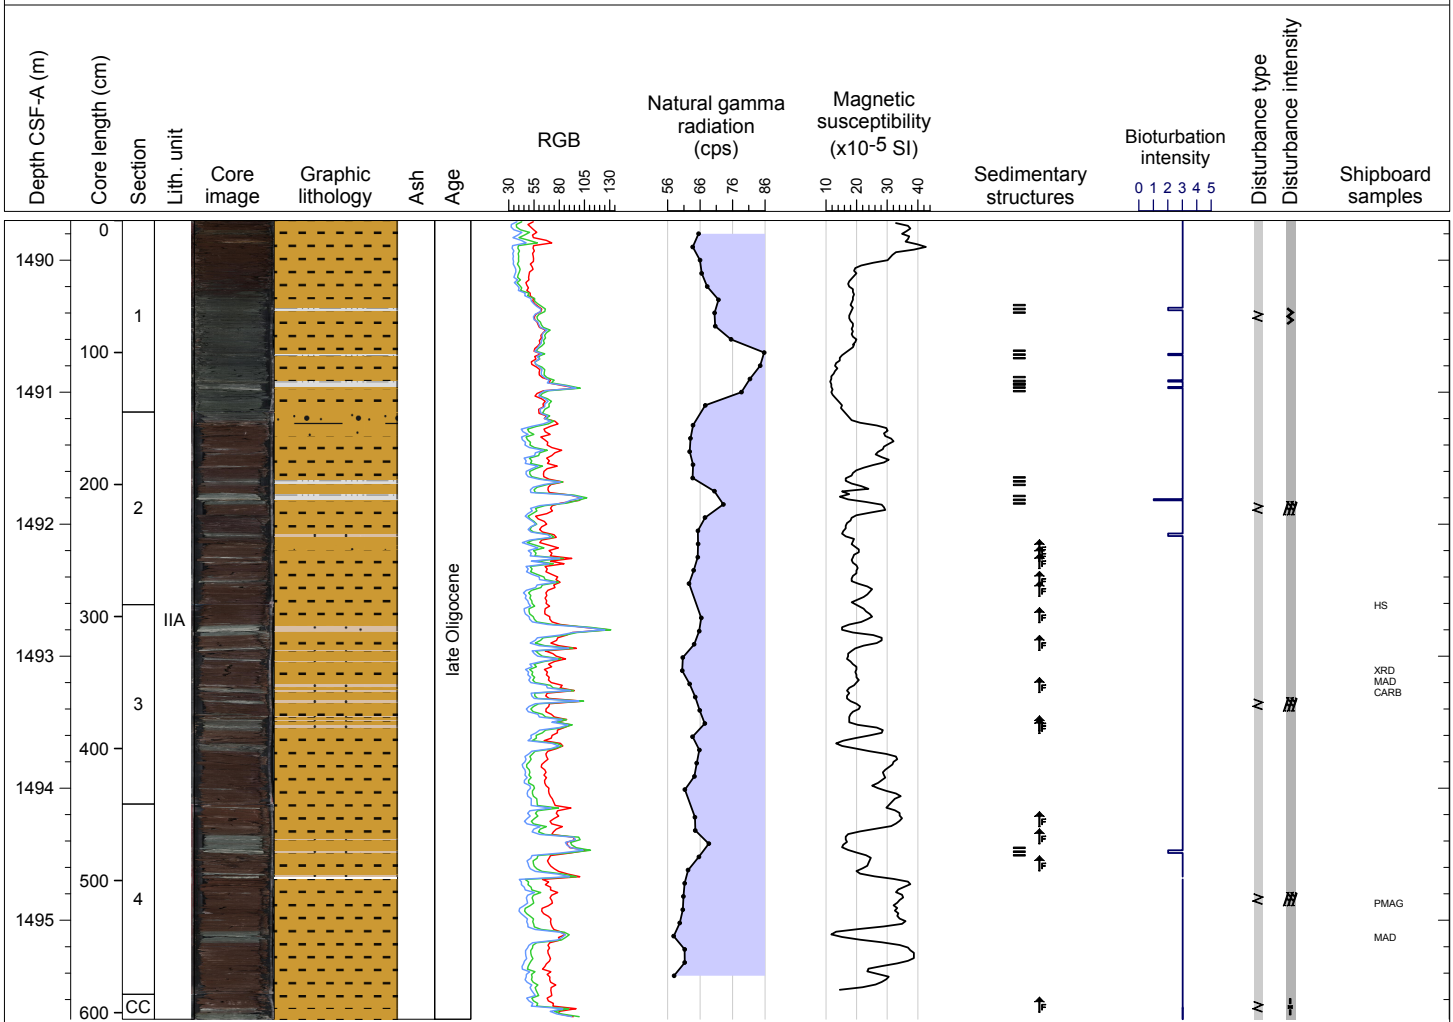 Depth CSF-A (m)
Core length (cm)
Section
Lith. unit
Core image
Graphic lithology
Ash
Age
RGB
30 55 80 105 130
Natural gamma radiation (cps)
56 66 76 86
Magnetic susceptibility (x10-5 SI)
10 20 30 40
Sedimentary structures
Bioturbation intensity
0 1 2 3 4 5
Disturbance type
Disturbance intensity
Shipboard samples
1490
1491
1492
1493
1494
1495
0
100
200
300
400
500
600
1
2
3
4
CC
IIA
late Oligocene
HS
XRD
MAD
CARB
PMAG
MAD